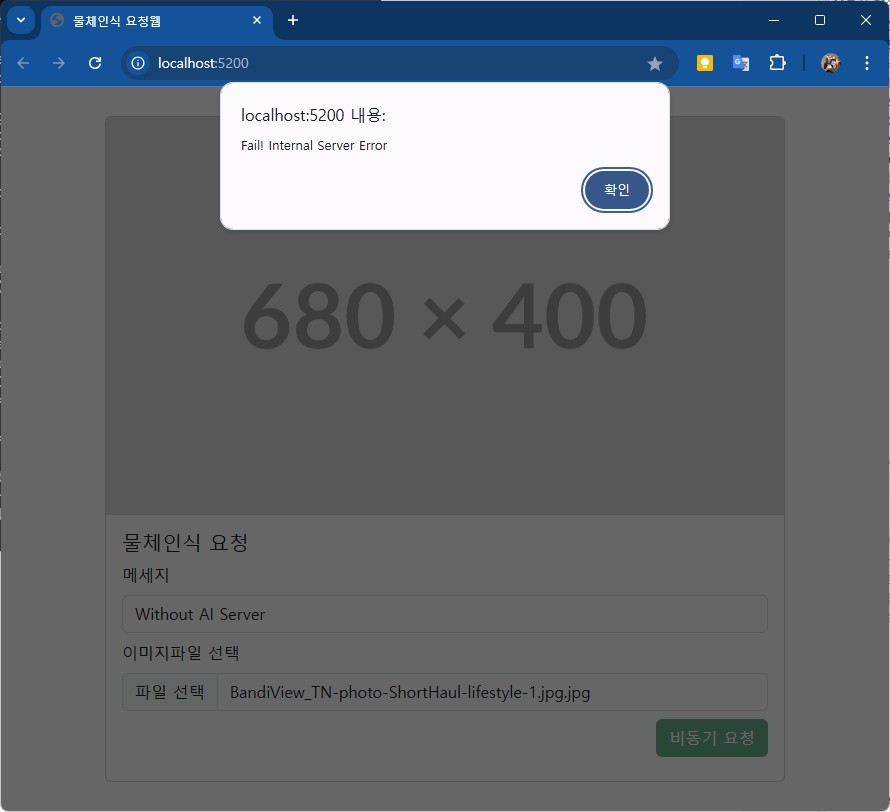 물체인식 요청웹
localhost:5200
localhost:5200 내용:
Fail! Internal Server Error
확인
680 × 400
물체인식 요청
메세지
Without AI Server
이미지파일 선택
파일 선택 BandiView_TN-photo-ShortHaul-lifestyle-1.jpg.jpg
비동기 요청